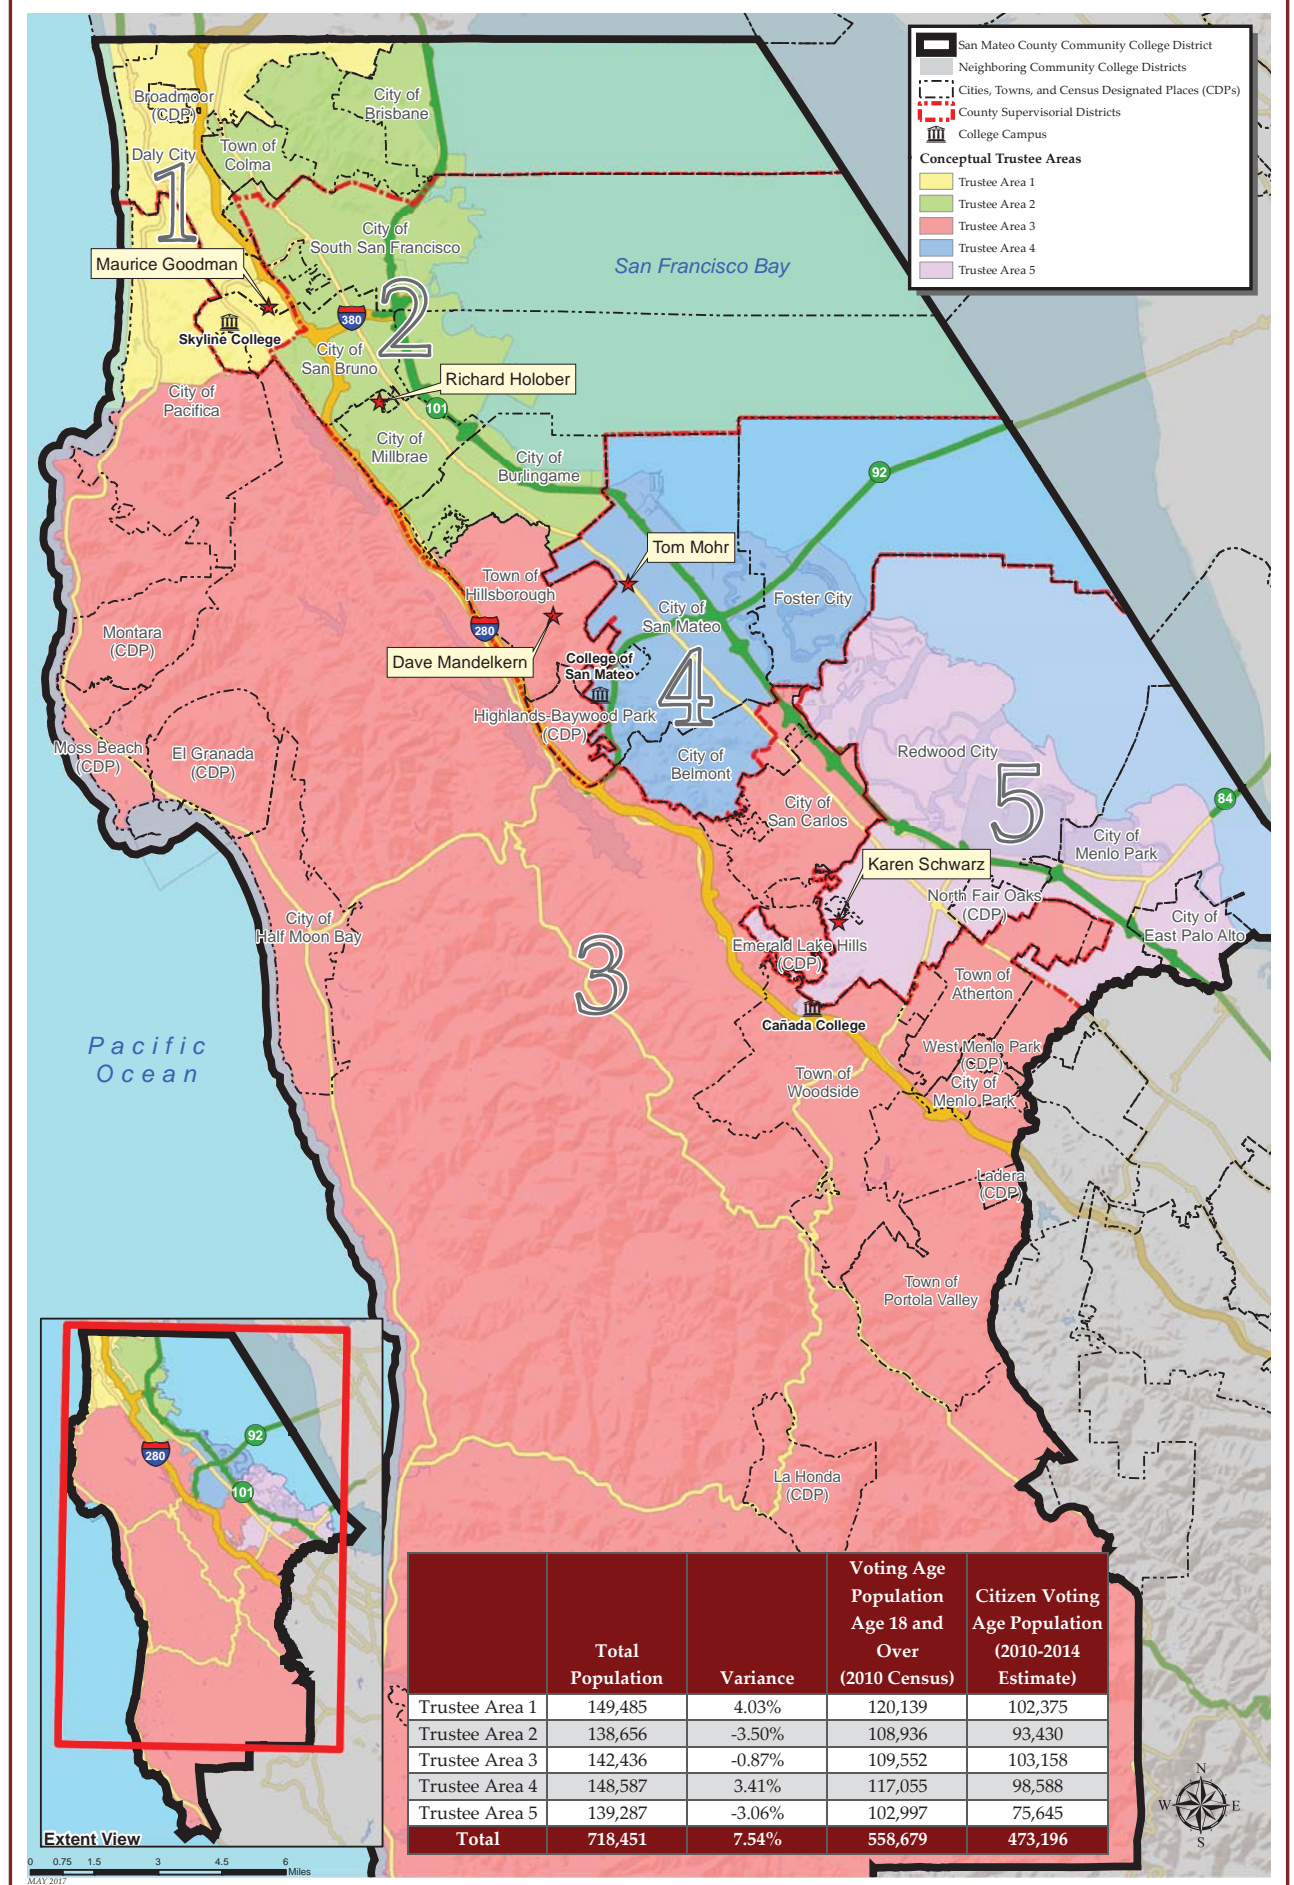 San Mateo County Community College District
Neighboring Community College Districts
Cities, Towns, and Census Designated Places (CDPs)
County Supervisorial Districts
College Campus
Conceptual Trustee Areas
Trustee Area 1
Trustee Area 2
Trustee Area 3
Trustee Area 4
Trustee Area 5
Broadmoor
(CDP)
City of
Brisbane
Daly City
Town of
Colma
1
City of
South San Francisco
Maurice Goodman
San Francisco Bay
2
380
Skyline College
City of
San Bruno
Richard Holober
City of
Pacifica
101
City of
Millbrae
City of
Burlingame
92
Tom Mohr
Town of
Hillsborough
City of
San Mateo
Foster City
280
Montara
(CDP)
Dave Mandelkern
College of
San Mateo
4
Highlands-Baywood Park
(CDP)
Moss Beach
(CDP)
El Granada
(CDP)
City of
Belmont
Redwood City
5
84
City of
San Carlos
City of
Menlo Park
Karen Schwarz
North Fair Oaks
(CDP)
City of
Half Moon Bay
City of
East Palo Alto
Emerald Lake Hills
(CDP)
3
Town of
Atherton
Cañada College
Pacific
Ocean
West Menlo Park
(CDP)
City of
Menlo Park
Town of
Woodside
Ladera
(CDP)
Town of
Portola Valley
La Honda
(CDP)
92
280
101
Extent View
0 0.75 1.5 3 4.5 6
Miles
MAY 2017
Total Population Variance Voting Age Population Age 18 and Over (2010 Census) Citizen Voting Age Population (2010-2014 Estimate)
Trustee Area 1 149,485 4.03% 120,139 102,375
Trustee Area 2 138,656 -3.50% 108,936 93,430
Trustee Area 3 142,436 -0.87% 109,552 103,158
Trustee Area 4 148,587 3.41% 117,055 98,588
Trustee Area 5 139,287 -3.06% 102,997 75,645
Total 718,451 7.54% 558,679 473,196
N
W E
S